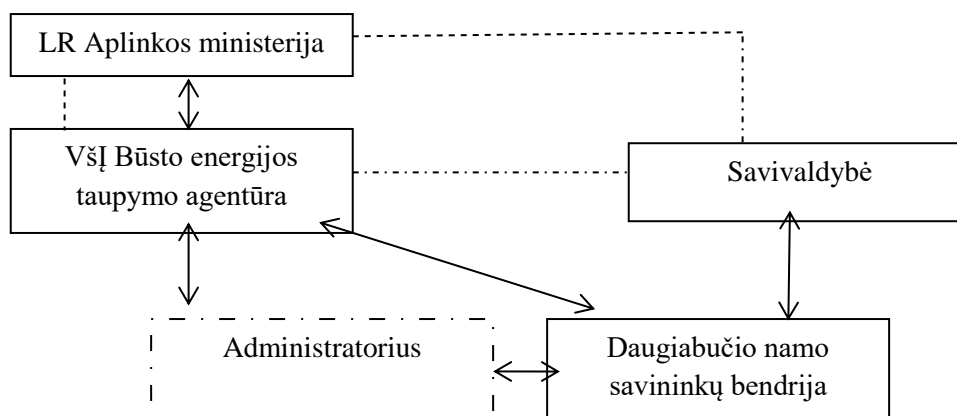 LR Aplinkos ministerija
VšĮ Būsto energijos
taupymo agentūra
Savivaldybė
Administratorius
Daugiabučio namo
savininkų bendrija